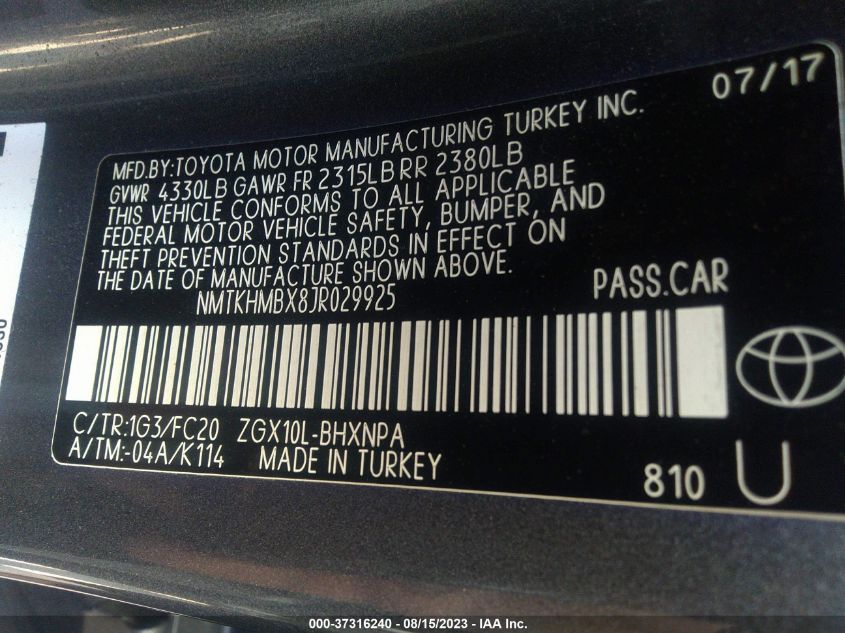 07/17
MFD.BY:TOYOTA MOTOR MANUFACTURING TURKEY INC.
GVWR 4330LB GAWR FR 2315LB RR 2380LB
THIS VEHICLE CONFORMS TO ALL APPLICABLE
FEDERAL MOTOR VEHICLE SAFETY, BUMPER, AND
THEFT PREVENTION STANDARDS IN EFFECT ON
THE DATE OF MANUFACTURE SHOWN ABOVE.
NMTKHMBX8JR029925 PASS.CAR
C/TR:1G3/FC20 ZGX10L-BHXNPA
A/TM:-04A/K114 MADE IN TURKEY
810 U
000-37316240 - 08/15/2023 - IAA Inc.